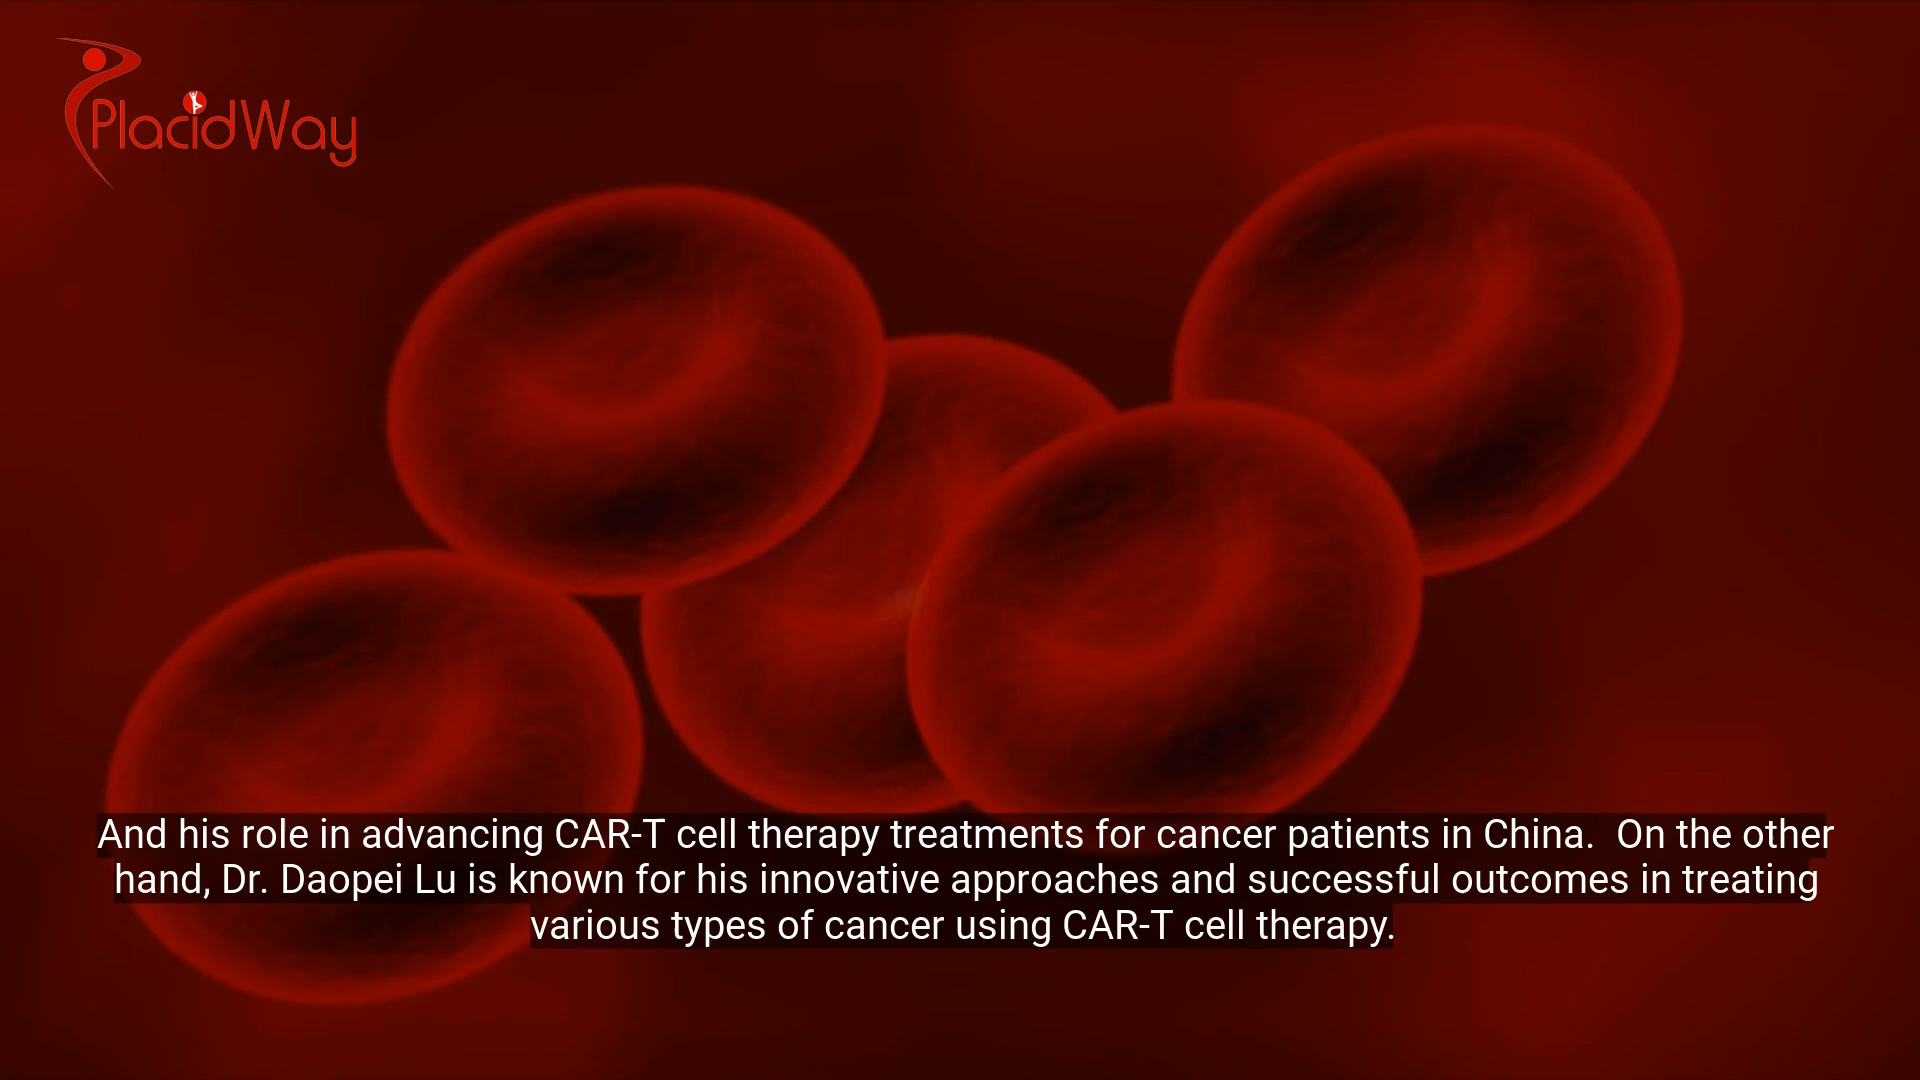 PlacidWay
And his role in advancing CAR-T cell therapy treatments for cancer patients in China.  On the other
hand, Dr. Daopei Lu is known for his innovative approaches and successful outcomes in treating
various types of cancer using CAR-T cell therapy.